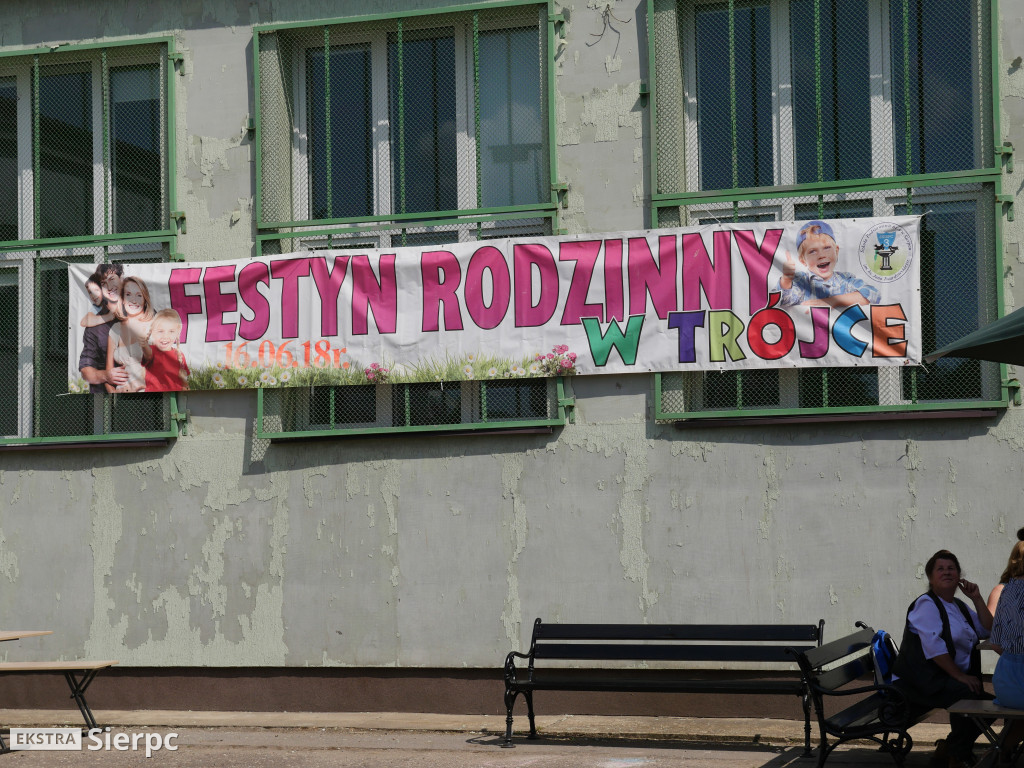 FESTYN RODZINNY
16.06.18r.
W TRÓJCE
EKSTRA Sierpc